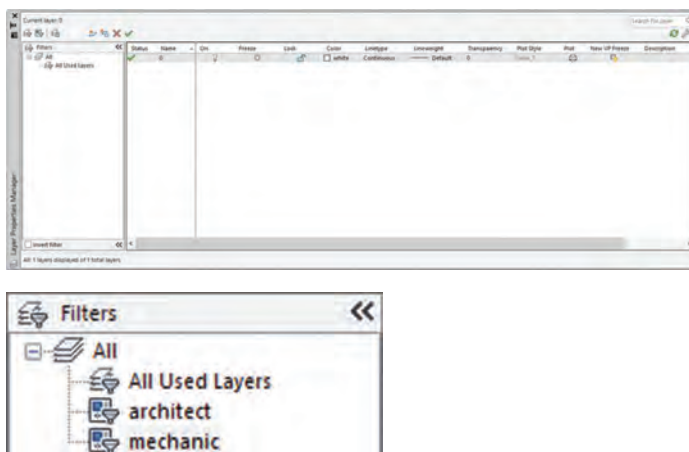 Current layer: 0
Search for layer
Filters
Status Name On Freeze Lock Color Linetype Lineweight Transparency Plot Style Plot New VP Freeze Description
All
0 white Continuous Default 0
All Used Layers
Invert filter
All: 1 layers displayed of 1 total layers
Layer Properties Manager
Filters
All
All Used Layers
architect
mechanic